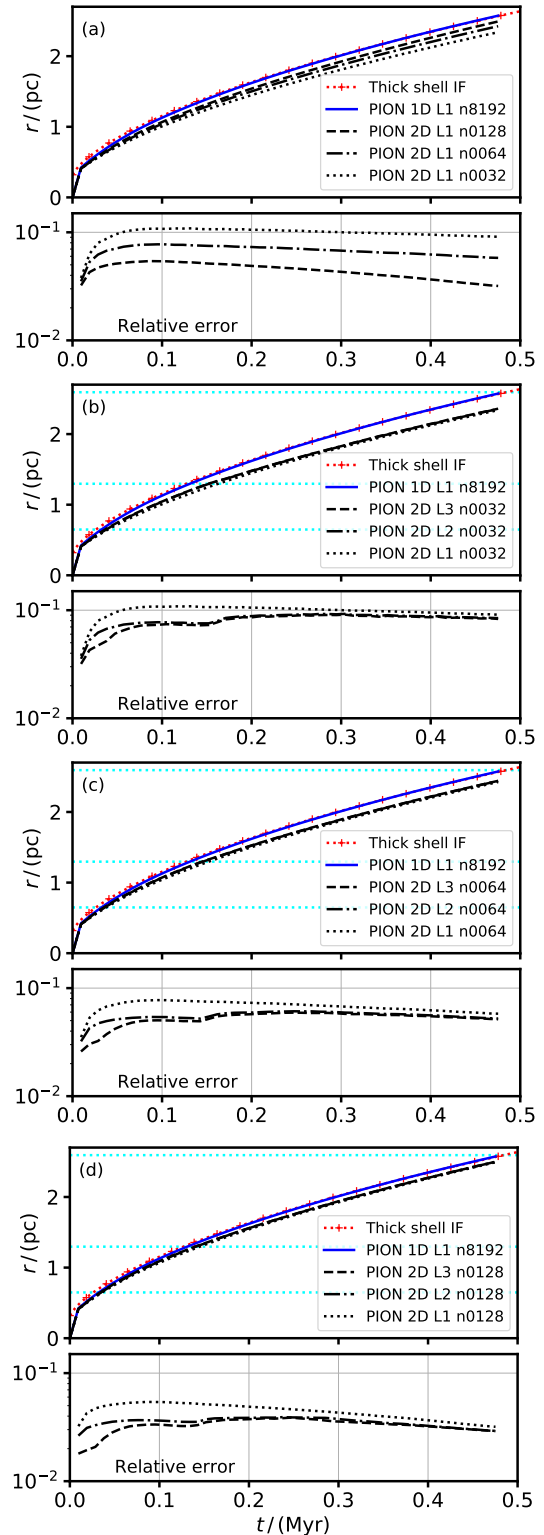 (a)
2
1
0
r / (pc)
Thick shell IF
PION 1D L1 n8192
PION 2D L1 n0128
PION 2D L1 n0064
PION 2D L1 n0032
10⁻¹
10⁻²
Relative error
0.0 0.1 0.2 0.3 0.4 0.5
(b)
2
1
0
r / (pc)
Thick shell IF
PION 1D L1 n8192
PION 2D L3 n0032
PION 2D L2 n0032
PION 2D L1 n0032
10⁻¹
10⁻²
Relative error
0.0 0.1 0.2 0.3 0.4 0.5
(c)
2
1
0
r / (pc)
Thick shell IF
PION 1D L1 n8192
PION 2D L3 n0064
PION 2D L2 n0064
PION 2D L1 n0064
10⁻¹
10⁻²
Relative error
0.0 0.1 0.2 0.3 0.4 0.5
(d)
2
1
0
r / (pc)
Thick shell IF
PION 1D L1 n8192
PION 2D L3 n0128
PION 2D L2 n0128
PION 2D L1 n0128
10⁻¹
10⁻²
Relative error
0.0 0.1 0.2 0.3 0.4 0.5
t / (Myr)